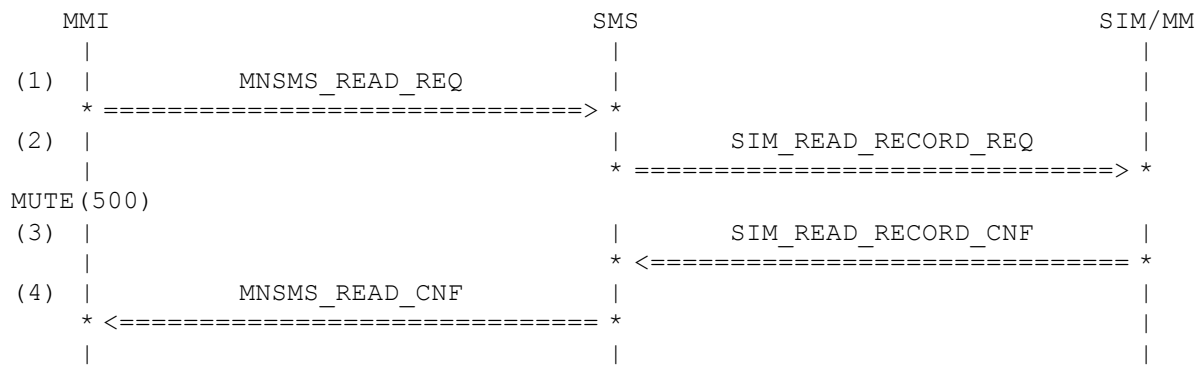 MMI SMS SIM/MM
| | |
(1) | MNSMS_READ_REQ | |
* ==============================> * |
(2) | | SIM_READ_RECORD_REQ |
| * ==============================> *
MUTE(500)
(3) | | SIM_READ_RECORD_CNF |
| * <============================== *
(4) | MNSMS_READ_CNF | |
* <=============================== * |
| | |